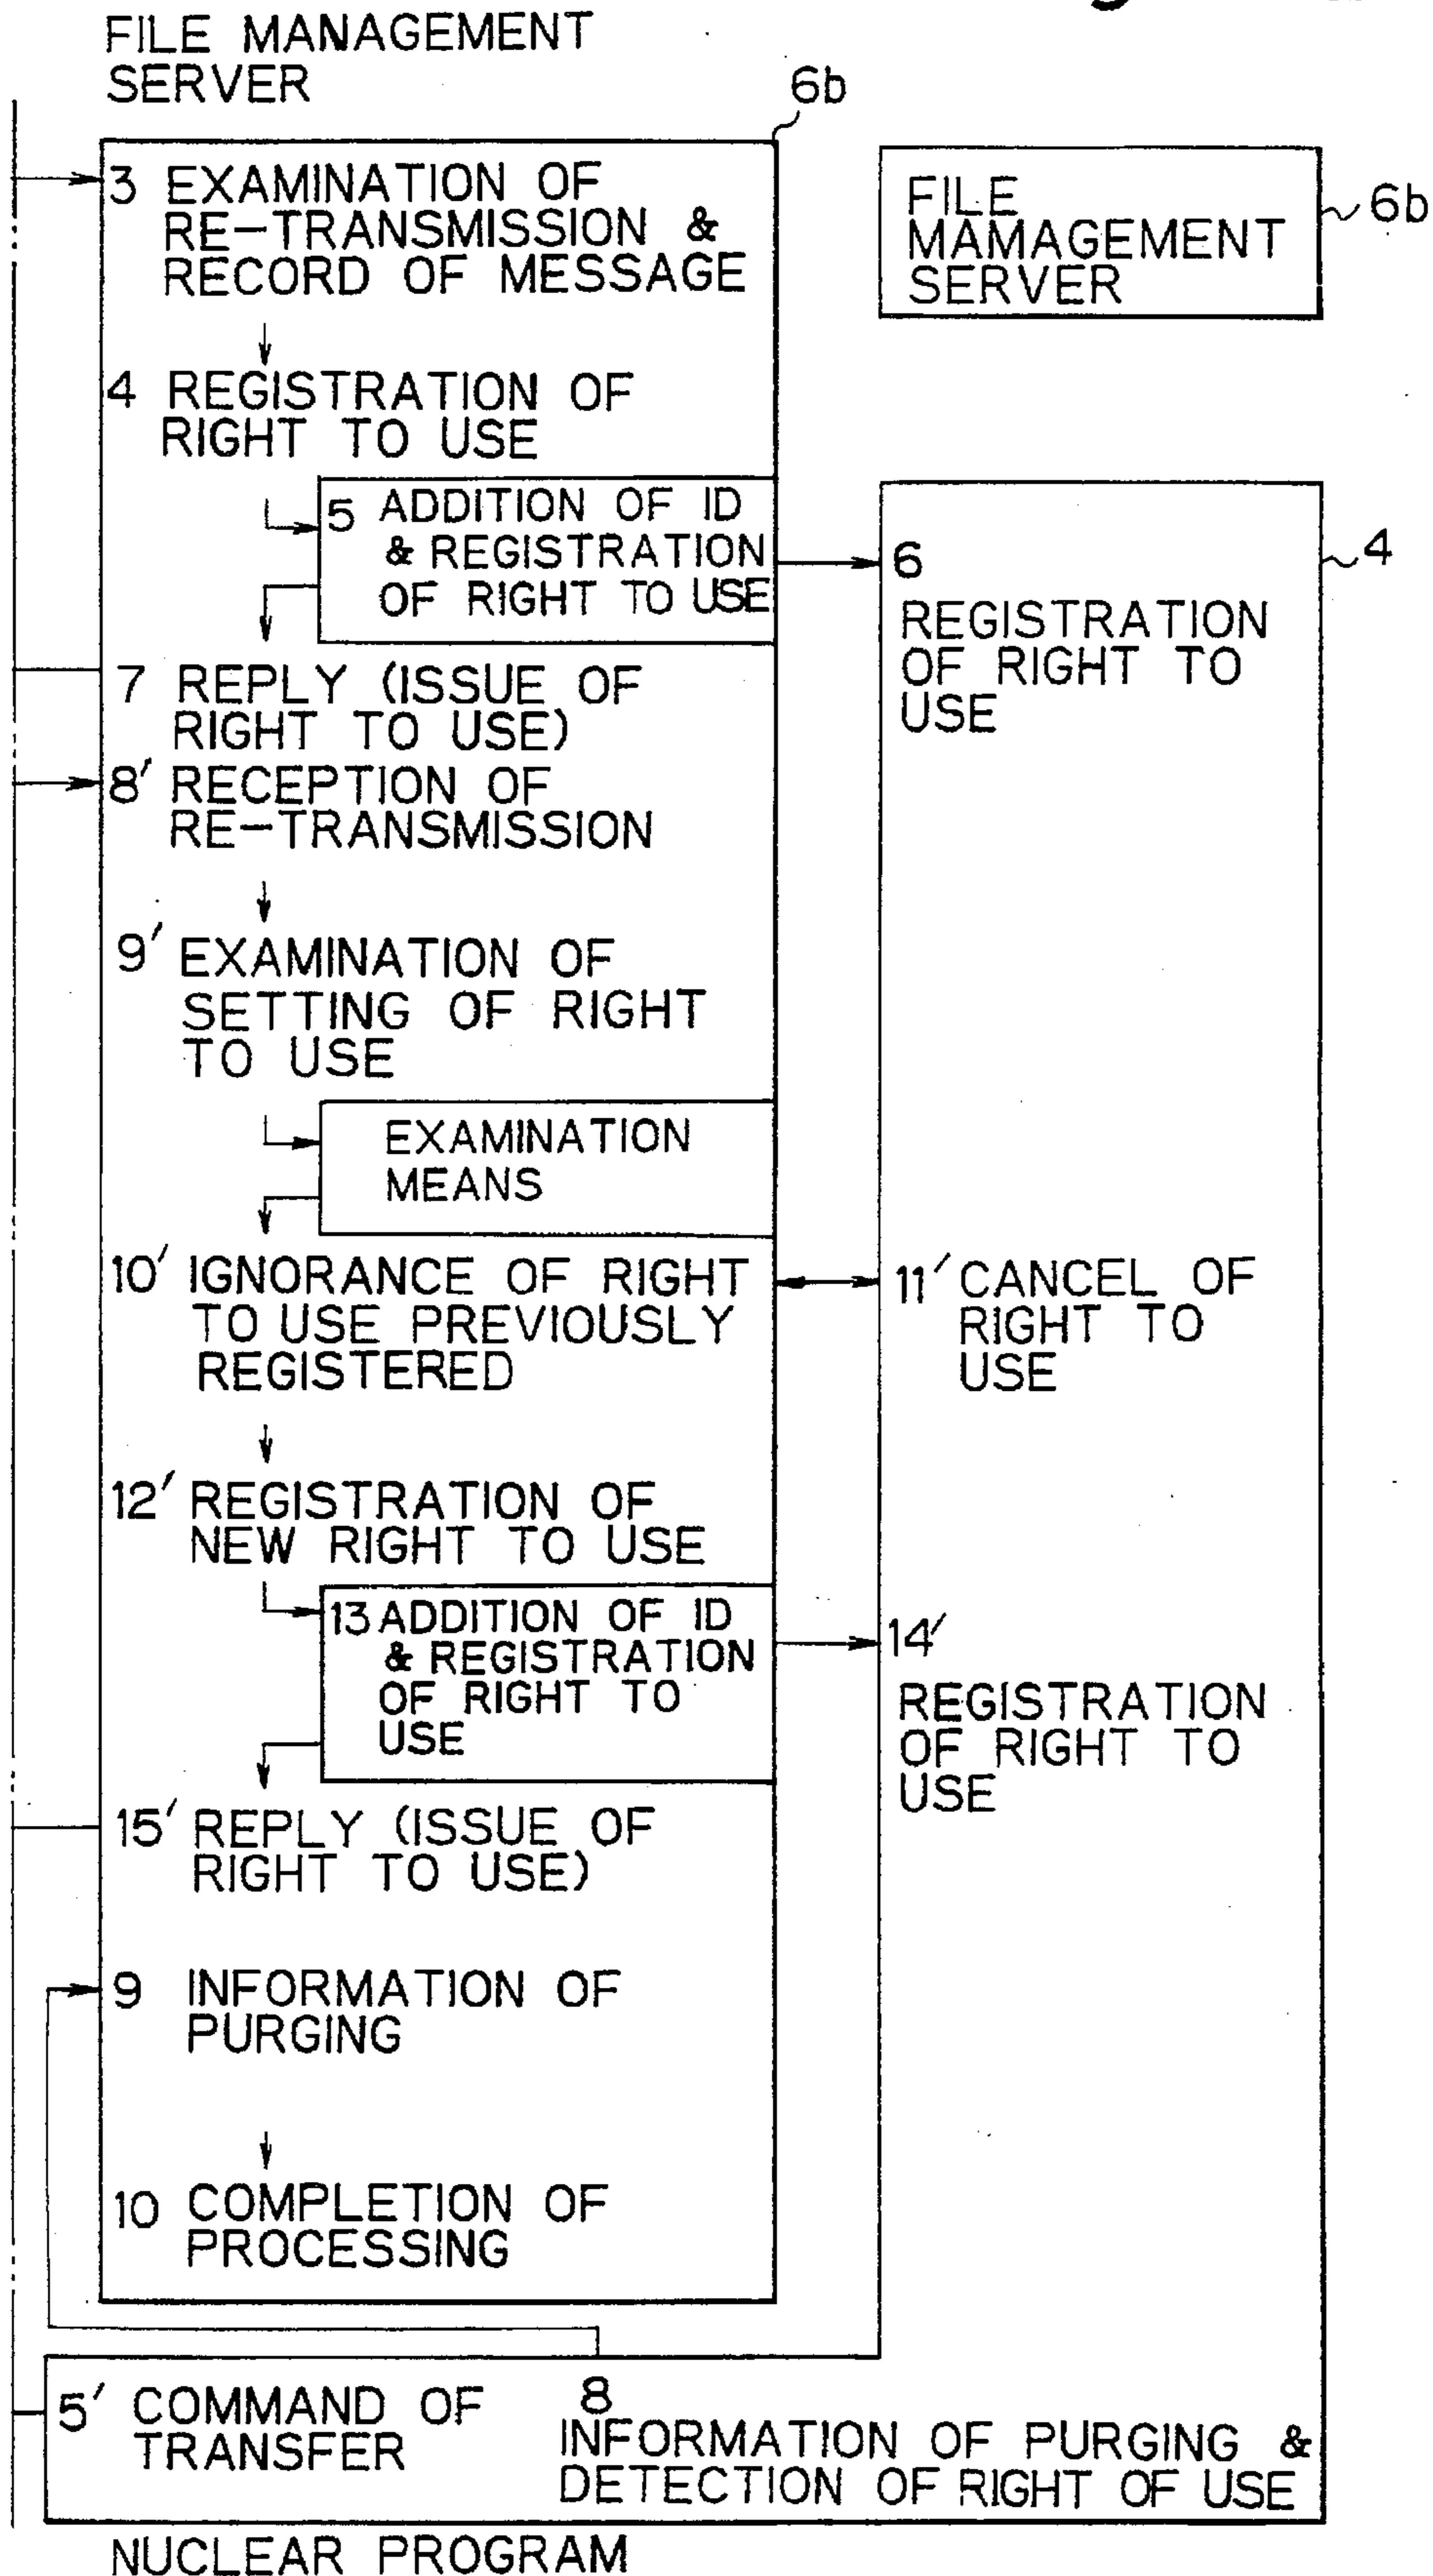 FILE MANAGEMENT
SERVER
6b
3 EXAMINATION OF
RE-TRANSMISSION &
RECORD OF MESSAGE
FILE
MAMAGEMENT
SERVER
6b
4 REGISTRATION OF
RIGHT TO USE
5 ADDITION OF ID
& REGISTRATION
OF RIGHT TO USE
6
REGISTRATION
OF RIGHT TO
USE
4
7 REPLY (ISSUE OF
RIGHT TO USE)
8' RECEPTION OF
RE-TRANSMISSION
9' EXAMINATION OF
SETTING OF RIGHT
TO USE
EXAMINATION
MEANS
10' IGNORANCE OF RIGHT
TO USE PREVIOUSLY
REGISTERED
11' CANCEL OF
RIGHT TO
USE
12' REGISTRATION OF
NEW RIGHT TO USE
13 ADDITION OF ID
& REGISTRATION
OF RIGHT TO
USE
14'
REGISTRATION
OF RIGHT TO
USE
15' REPLY (ISSUE OF
RIGHT TO USE)
9 INFORMATION OF
PURGING
10 COMPLETION OF
PROCESSING
5' COMMAND OF
TRANSFER
8
INFORMATION OF PURGING &
DETECTION OF RIGHT OF USE
NUCLEAR PROGRAM